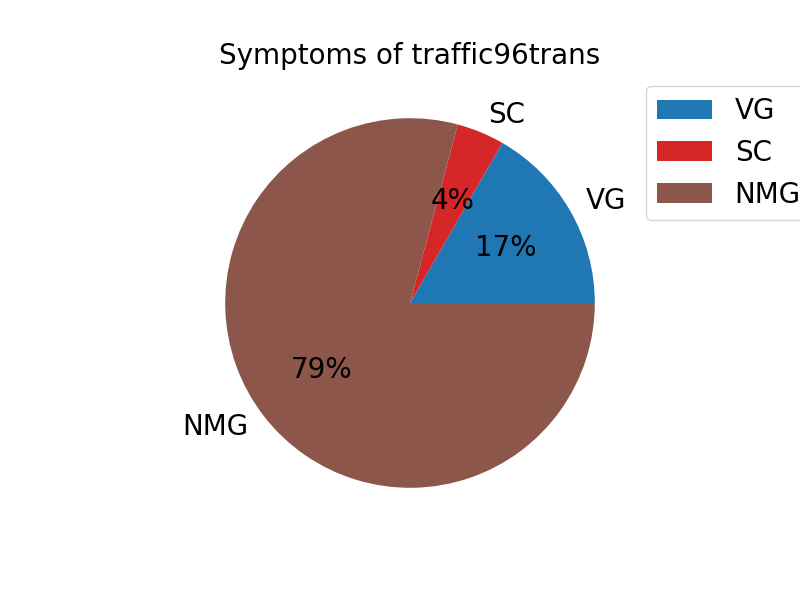 Symptoms of traffic96trans
SC
VG
4%
17%
79%
NMG
VG
SC
NMG